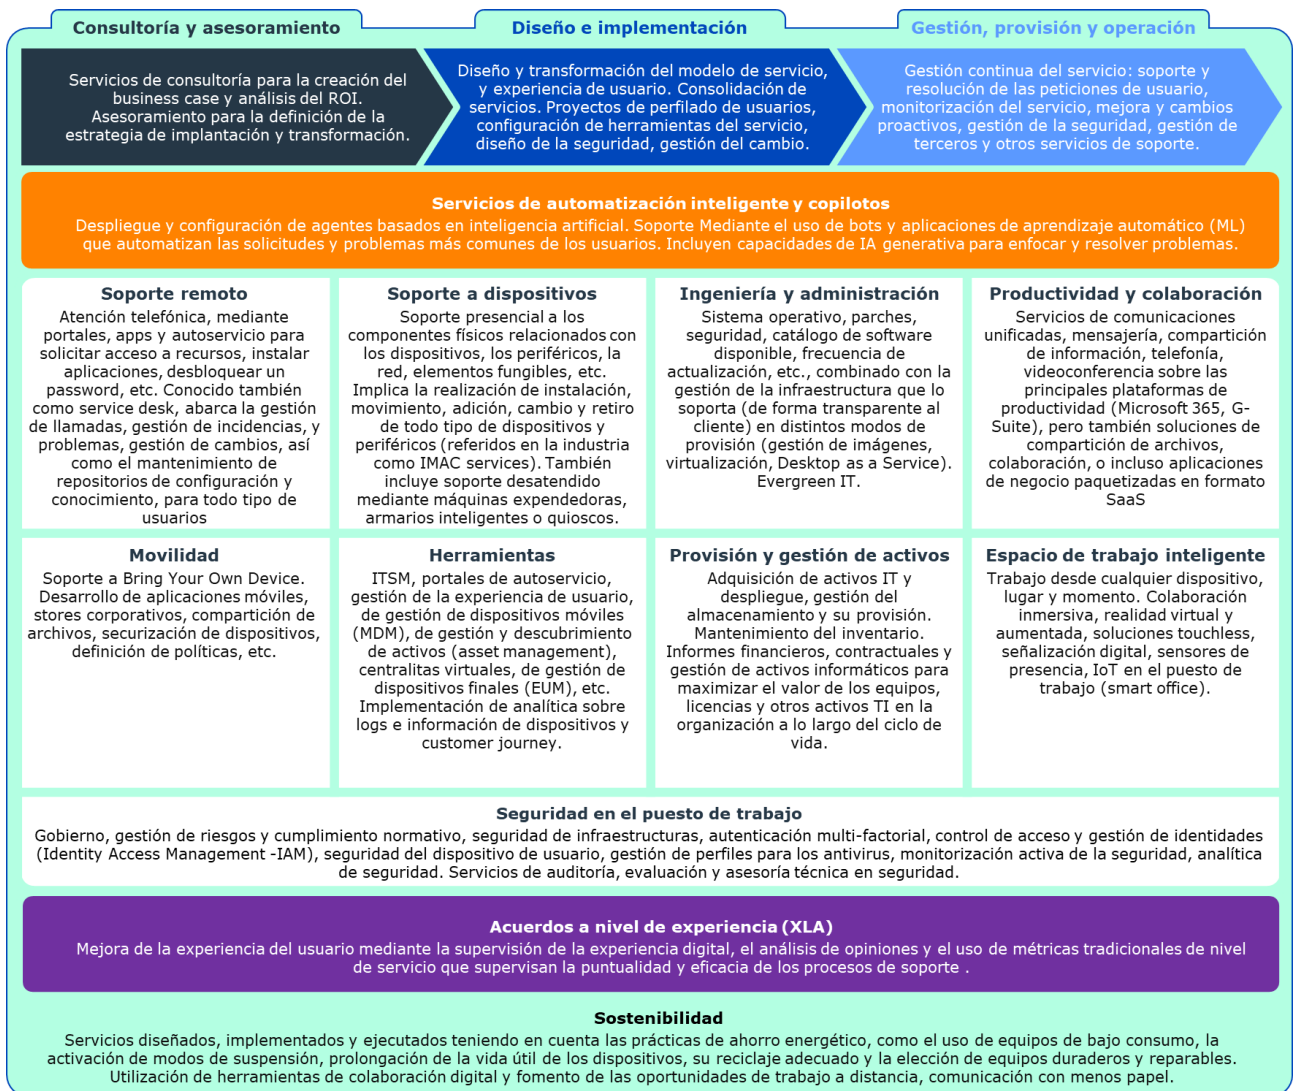 Consultoría y asesoramiento
Diseño e implementación
Gestión, provisión y operación
Servicios de consultoría para la creación del
business case y análisis del ROI.
Asesoramiento para la definición de la
estrategia de implantación y transformación.
Diseño y transformación del modelo de servicio,
y experiencia de usuario. Consolidación de
servicios. Proyectos de perfilado de usuarios,
configuración de herramientas del servicio,
diseño de la seguridad, gestión del cambio.
Gestión continua del servicio: soporte y
resolución de las peticiones de usuario,
monitorización del servicio, mejora y cambios
proactivos, gestión de la seguridad, gestión de
terceros y otros servicios de soporte.
Servicios de automatización inteligente y copilotos
Despliegue y configuración de agentes basados en inteligencia artificial. Soporte Mediante el uso de bots y aplicaciones de aprendizaje automático (ML)
que automatizan las solicitudes y problemas más comunes de los usuarios. Incluyen capacidades de IA generativa para enfocar y resolver problemas.
Soporte remoto
Atención telefónica, mediante
portales, apps y autoservicio para
solicitar acceso a recursos, instalar
aplicaciones, desbloquear un
password, etc. Conocido también
como service desk, abarca la gestión
de llamadas, gestión de incidencias, y
problemas, gestión de cambios, así
como el mantenimiento de
repositorios de configuración y
conocimiento, para todo tipo de
usuarios
Soporte a dispositivos
Soporte presencial a los
componentes físicos relacionados con
los dispositivos, los periféricos, la
red, elementos fungibles, etc.
Implica la realización de instalación,
movimiento, adición, cambio y retiro
de todo tipo de dispositivos y
periféricos (referidos en la industria
como IMAC services). También
incluye soporte desatendido
mediante máquinas expendedoras,
armarios inteligentes o quioscos.
Ingeniería y administración
Sistema operativo, parches,
seguridad, catálogo de software
disponible, frecuencia de
actualización, etc., combinado con la
gestión de la infraestructura que lo
soporta (de forma transparente al
cliente) en distintos modos de
provisión (gestión de imágenes,
virtualización, Desktop as a Service).
Evergreen IT.
Productividad y colaboración
Servicios de comunicaciones
unificadas, mensajería, compartición
de información, telefonía,
videoconferencia sobre las
principales plataformas de
productividad (Microsoft 365, G-
Suite), pero también soluciones de
compartición de archivos,
colaboración, o incluso aplicaciones
de negocio paquetizadas en formato
SaaS
Movilidad
Soporte a Bring Your Own Device.
Desarrollo de aplicaciones móviles,
stores corporativos, compartición de
archivos, securización de dispositivos,
definición de políticas, etc.
Herramientas
ITSM, portales de autoservicio,
gestión de la experiencia de usuario,
de gestión de dispositivos móviles
(MDM), de gestión y descubrimiento
de activos (asset management),
centralitas virtuales, de gestión de
dispositivos finales (EUM), etc.
Implementación de analítica sobre
logs e información de dispositivos y
customer journey.
Provisión y gestión de activos
Adquisición de activos IT y
despliegue, gestión del
almacenamiento y su provisión.
Mantenimiento del inventario.
Informes financieros, contractuales y
gestión de activos informáticos para
maximizar el valor de los equipos,
licencias y otros activos TI en la
organización a lo largo del ciclo de
vida.
Espacio de trabajo inteligente
Trabajo desde cualquier dispositivo,
lugar y momento. Colaboración
inmersiva, realidad virtual y
aumentada, soluciones touchless,
señalización digital, sensores de
presencia, IoT en el puesto de
trabajo (smart office).
Seguridad en el puesto de trabajo
Gobierno, gestión de riesgos y cumplimiento normativo, seguridad de infraestructuras, autenticación multi-factorial, control de acceso y gestión de identidades
(Identity Access Management -IAM), seguridad del dispositivo de usuario, gestión de perfiles para los antivirus, monitorización activa de la seguridad, analítica
de seguridad. Servicios de auditoría, evaluación y asesoría técnica en seguridad.
Acuerdos a nivel de experiencia (XLA)
Mejora de la experiencia del usuario mediante la supervisión de la experiencia digital, el análisis de opiniones y el uso de métricas tradicionales de nivel
de servicio que supervisan la puntualidad y eficacia de los procesos de soporte .
Sostenibilidad
Servicios diseñados, implementados y ejecutados teniendo en cuenta las prácticas de ahorro energético, como el uso de equipos de bajo consumo, la
activación de modos de suspensión, prolongación de la vida útil de los dispositivos, su reciclaje adecuado y la elección de equipos duraderos y reparables.
Utilización de herramientas de colaboración digital y fomento de las oportunidades de trabajo a distancia, comunicación con menos papel.